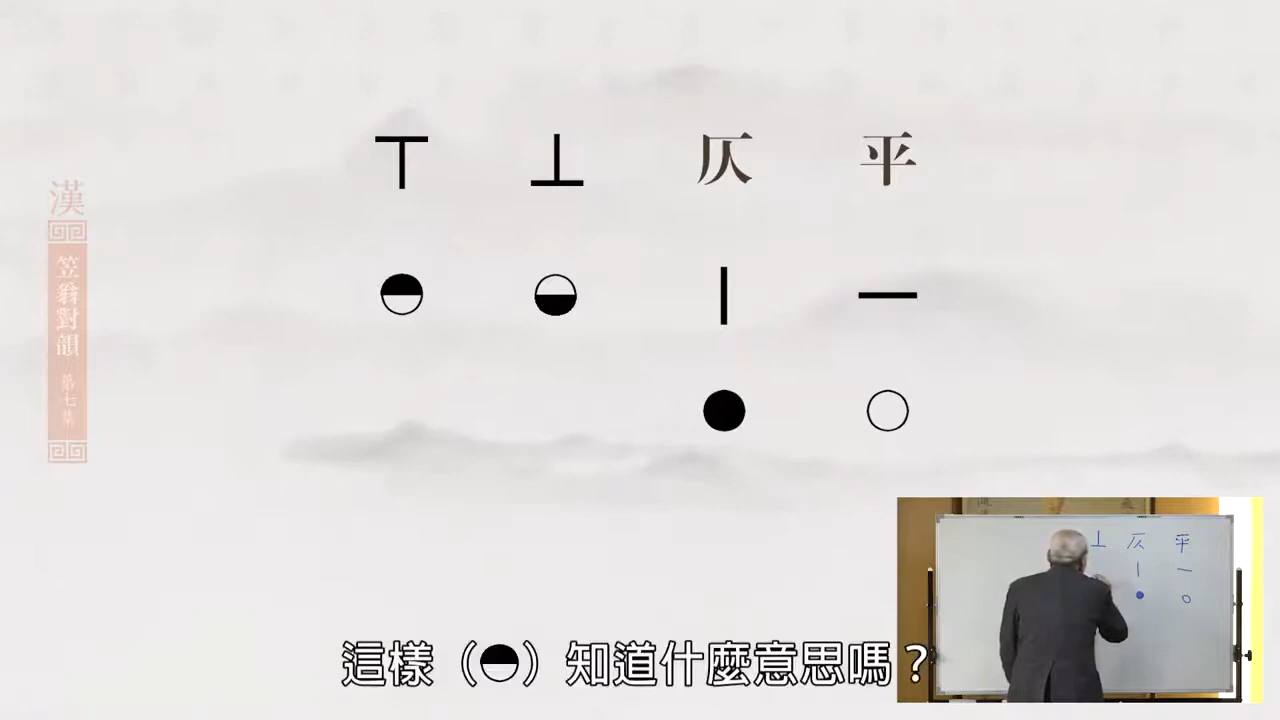 漢
笠翁對韻 第七集
⊤ ⊥ 仄 平
◓ ◒ | —
● ○
⊥ 仄 平
| —
● ○
這樣（◓）知道什麼意思嗎？